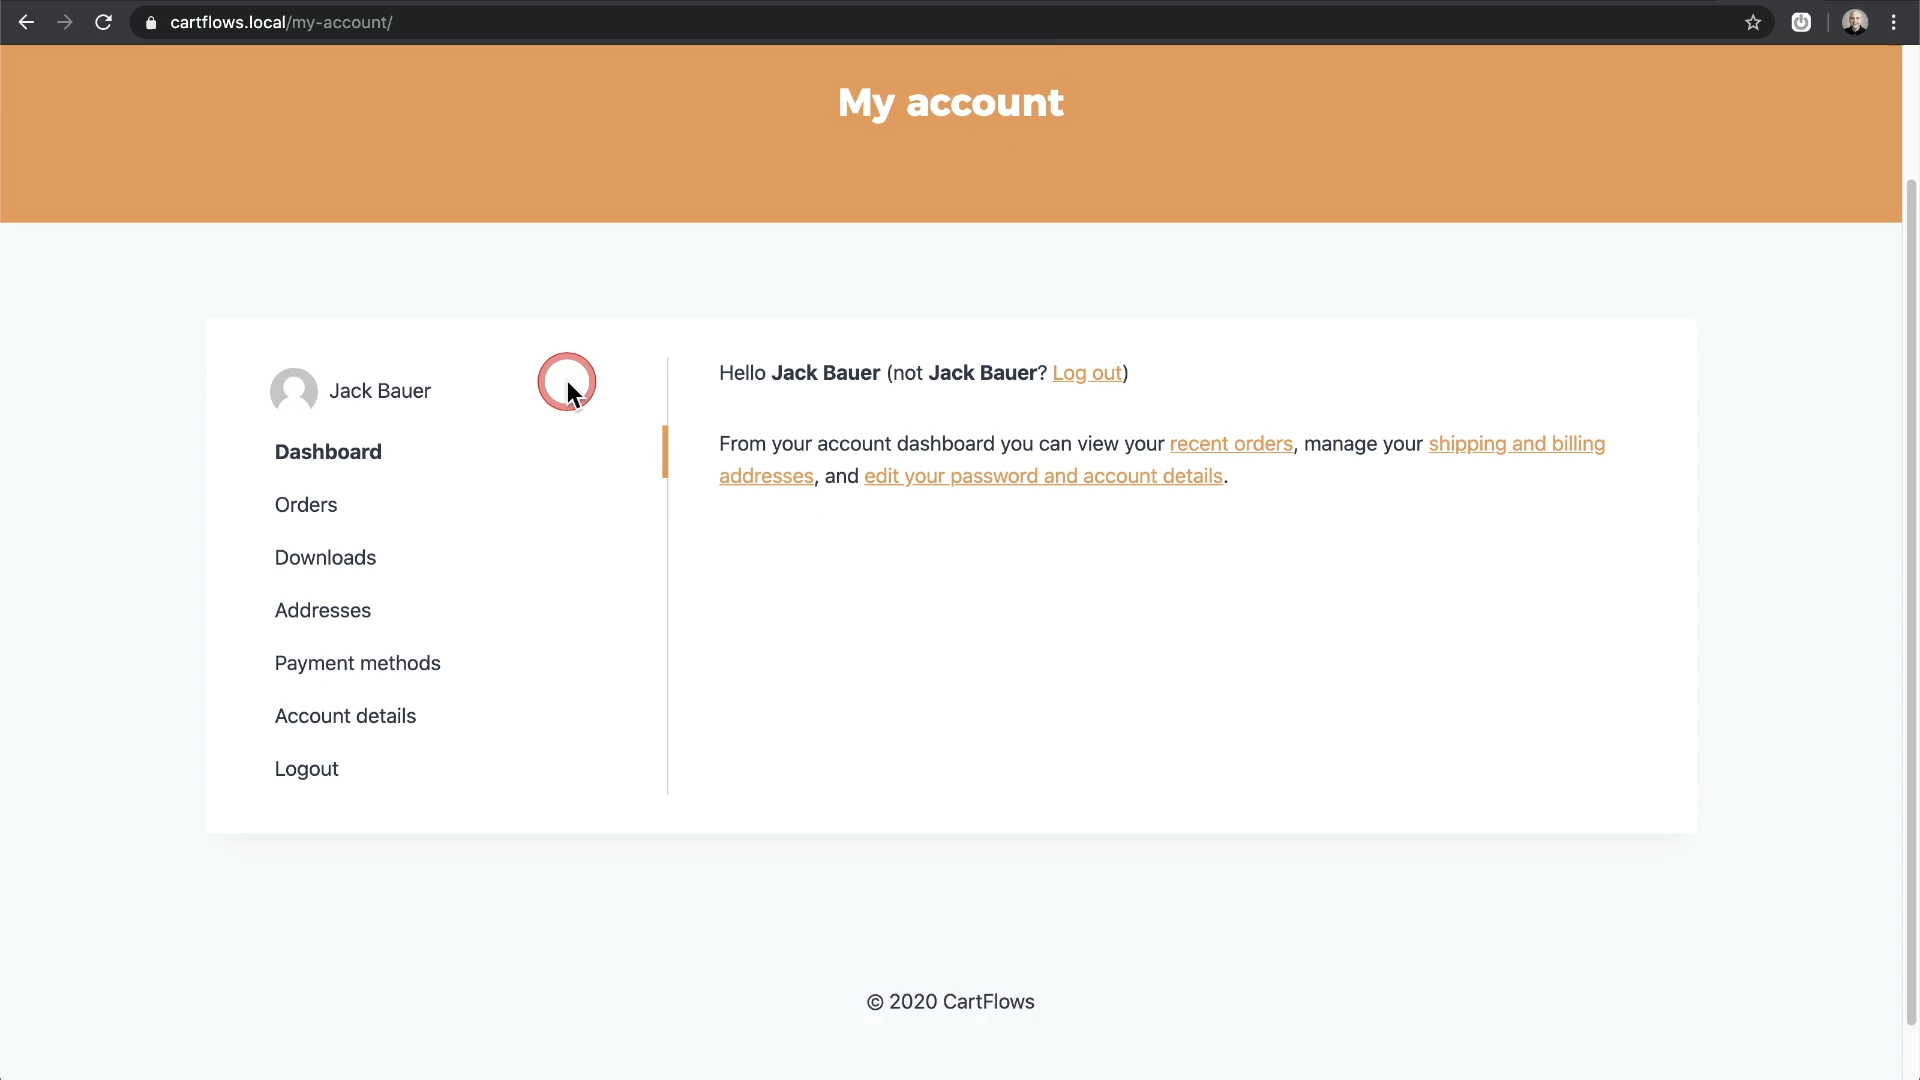 cartflows.local/my-account/
My account
Jack Bauer
Dashboard
Orders
Downloads
Addresses
Payment methods
Account details
Logout
Hello Jack Bauer (not Jack Bauer? Log out)
From your account dashboard you can view your recent orders, manage your shipping and billing
addresses, and edit your password and account details.
© 2020 CartFlows